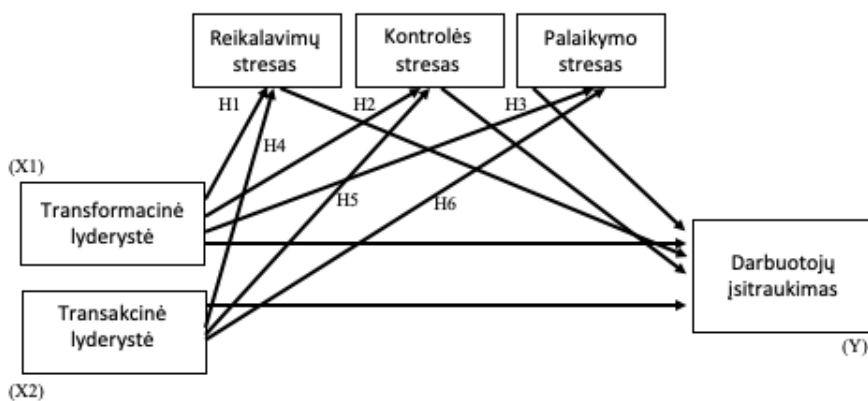 Reikalavimų
stresas
Kontrolės
stresas
Palaikymo
stresas
H1
H2
H3
H4
(X1)
Transformacinė
lyderystė
H5
H6
Darbuotojų
įsitraukimas
Transakcinė
lyderystė
(Y)
(X2)